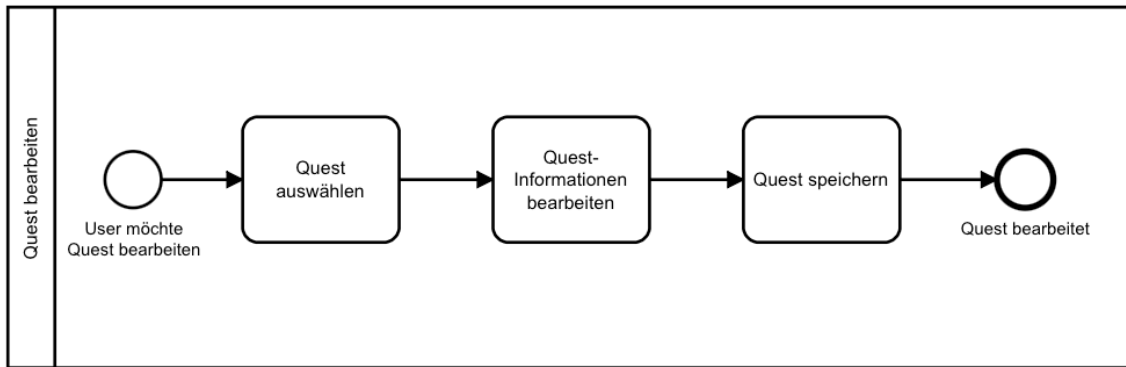 Quest bearbeiten
User möchte
Quest bearbeiten
Quest
auswählen
Quest-
Informationen
bearbeiten
Quest speichern
Quest bearbeitet